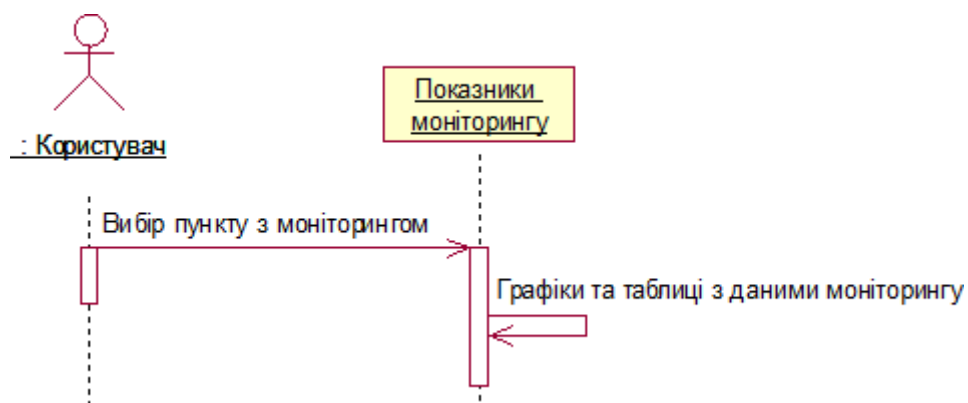 Показники
моніторингу
: Користувач
Вибір пункту з моніторингом
Графіки та таблиці з даними моніторингу